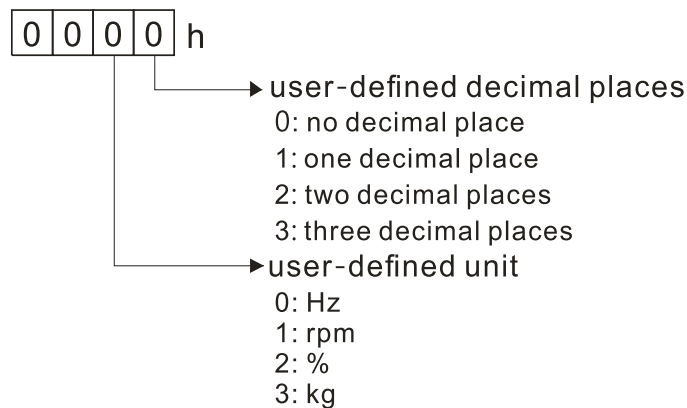 0 0 0 0 h
user-defined decimal places
0: no decimal place
1: one decimal place
2: two decimal places
3: three decimal places
user-defined unit
0: Hz
1: rpm
2: %
3: kg